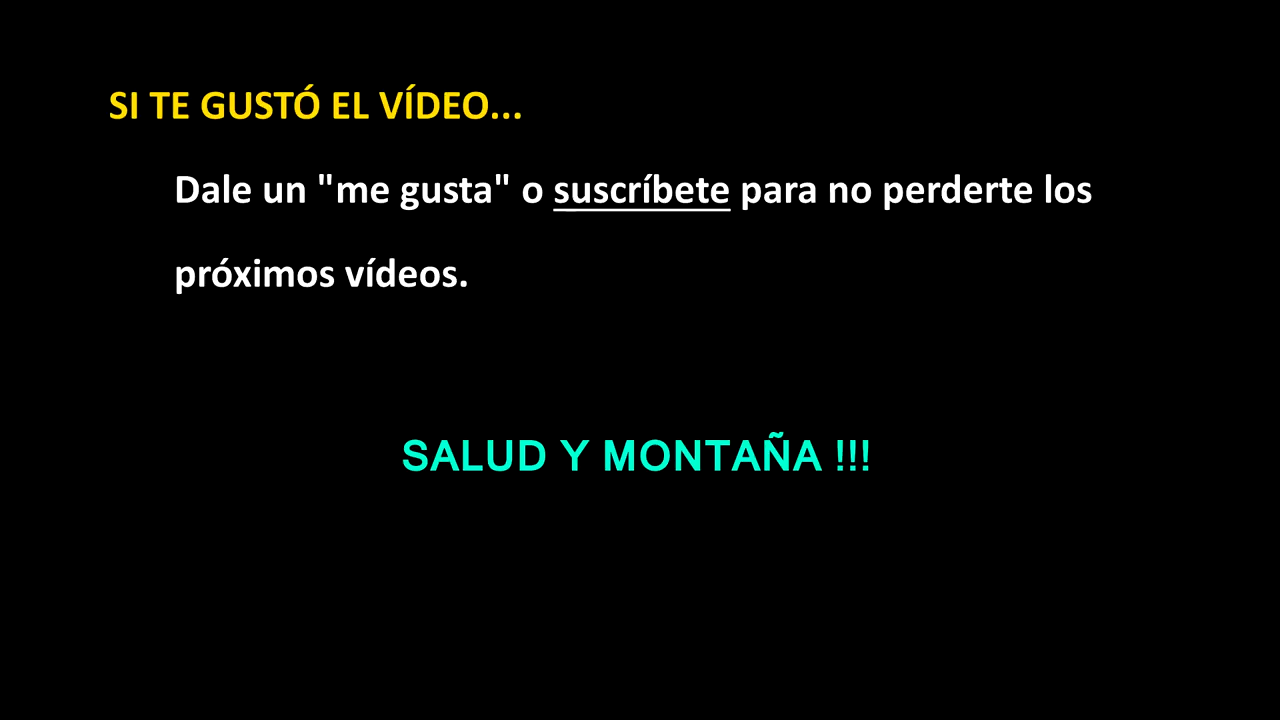 SI TE GUSTÓ EL VÍDEO...
Dale un "me gusta" o suscríbete para no perderte los
próximos vídeos.
SALUD Y MONTAÑA !!!